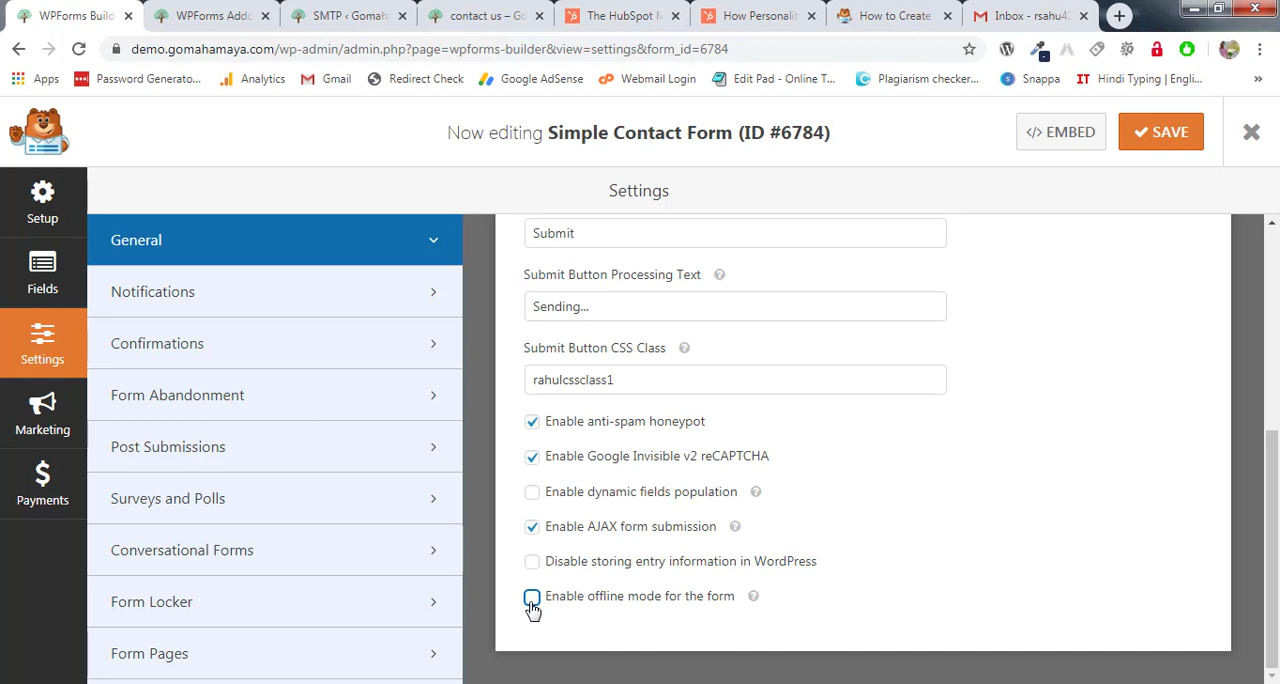 WPForms Buil
WPForms Addo
SMTP ‹ Gomah
contact us – Go
The HubSpot M
How Personality
How to Create
Inbox - rsahu42
demo.gomahamaya.com/wp-admin/admin.php?page=wpforms-builder&view=settings&form_id=6784
Apps
Password Generato...
Analytics
Gmail
Redirect Check
Google AdSense
Webmail Login
Edit Pad - Online T...
Plagiarism checker...
Snappa
IT Hindi Typing | Engl...
»
Now editing Simple Contact Form (ID #6784)
</> EMBED
SAVE
Setup
Fields
Settings
Marketing
Payments
Settings
General
Notifications
Confirmations
Form Abandonment
Post Submissions
Surveys and Polls
Conversational Forms
Form Locker
Form Pages
Submit
Submit Button Processing Text
Sending...
Submit Button CSS Class
rahulcssclass1
Enable anti-spam honeypot
Enable Google Invisible v2 reCAPTCHA
Enable dynamic fields population
Enable AJAX form submission
Disable storing entry information in WordPress
Enable offline mode for the form